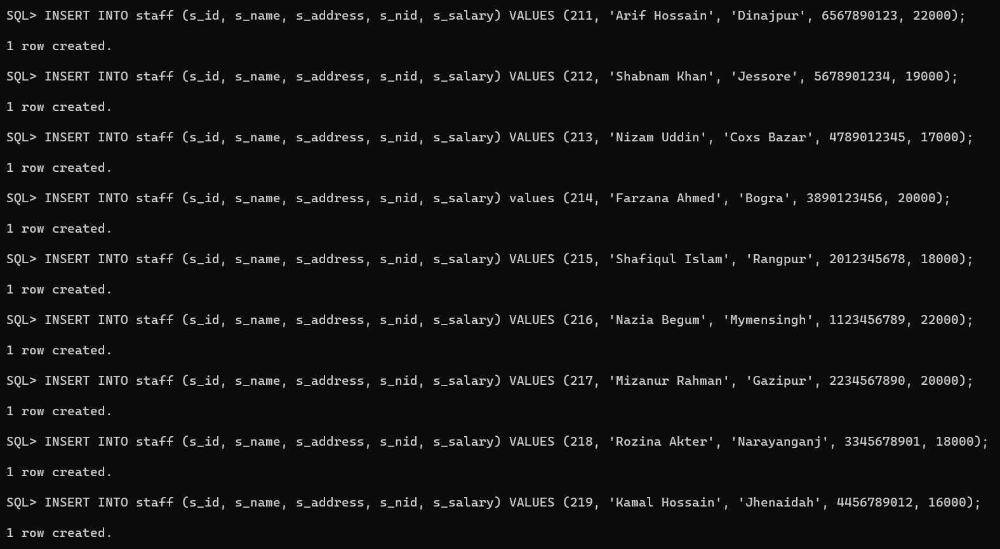 SQL> INSERT INTO staff (s_id, s_name, s_address, s_nid, s_salary) VALUES (211, 'Arif Hossain', 'Dinajpur', 6567890123, 22000);
1 row created.
SQL> INSERT INTO staff (s_id, s_name, s_address, s_nid, s_salary) VALUES (212, 'Shabnam Khan', 'Jessore', 5678901234, 19000);
1 row created.
SQL> INSERT INTO staff (s_id, s_name, s_address, s_nid, s_salary) VALUES (213, 'Nizam Uddin', 'Coxs Bazar', 4789012345, 17000);
1 row created.
SQL> INSERT INTO staff (s_id, s_name, s_address, s_nid, s_salary) values (214, 'Farzana Ahmed', 'Bogra', 3890123456, 20000);
1 row created.
SQL> INSERT INTO staff (s_id, s_name, s_address, s_nid, s_salary) VALUES (215, 'Shafiqul Islam', 'Rangpur', 2012345678, 18000);
1 row created.
SQL> INSERT INTO staff (s_id, s_name, s_address, s_nid, s_salary) VALUES (216, 'Nazia Begum', 'Mymensingh', 1123456789, 22000);
1 row created.
SQL> INSERT INTO staff (s_id, s_name, s_address, s_nid, s_salary) VALUES (217, 'Mizanur Rahman', 'Gazipur', 2234567890, 20000);
1 row created.
SQL> INSERT INTO staff (s_id, s_name, s_address, s_nid, s_salary) VALUES (218, 'Rozina Akter', 'Narayanganj', 3345678901, 18000);
1 row created.
SQL> INSERT INTO staff (s_id, s_name, s_address, s_nid, s_salary) VALUES (219, 'Kamal Hossain', 'Jhenaidah', 4456789012, 16000);
1 row created.